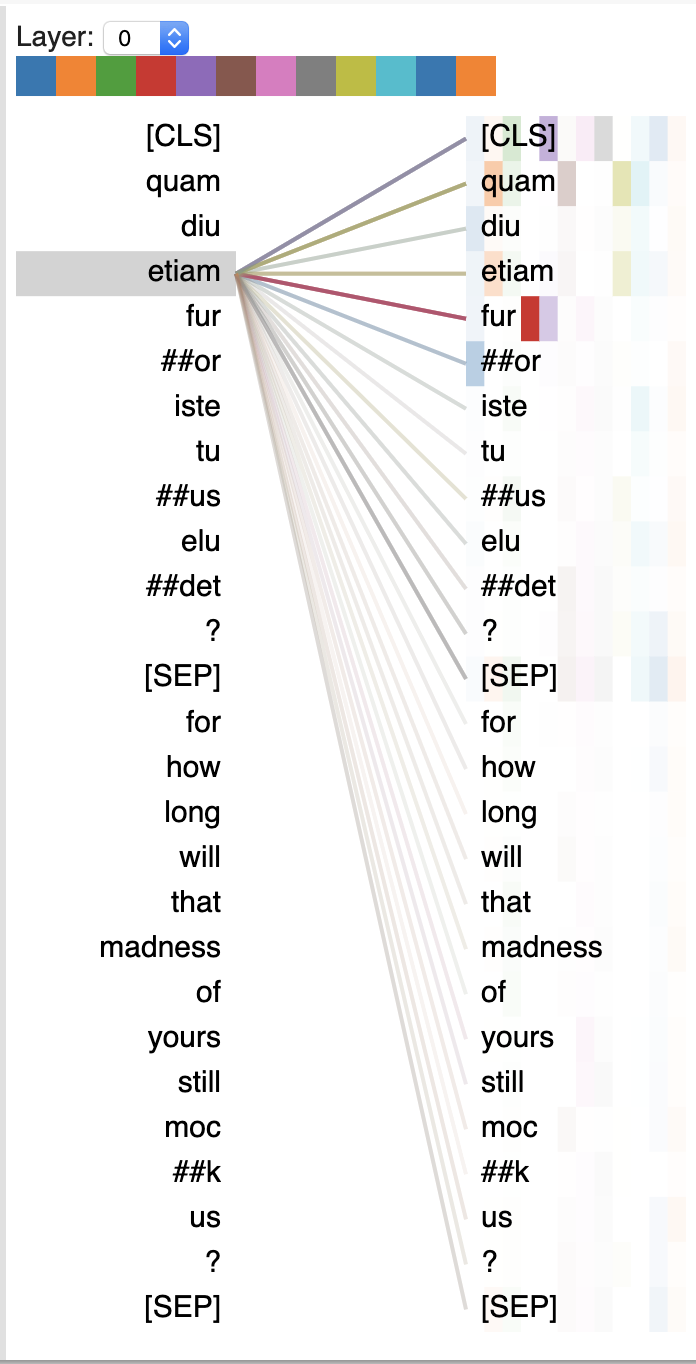 Layer: 0
[CLS] [CLS]
quam quam
diu diu
etiam etiam
fur fur
##or ##or
iste iste
tu tu
##us ##us
elu elu
##det ##det
? ?
[SEP] [SEP]
for for
how how
long long
will will
that that
madness madness
of of
yours yours
still still
moc moc
##k ##k
us us
? ?
[SEP] [SEP]